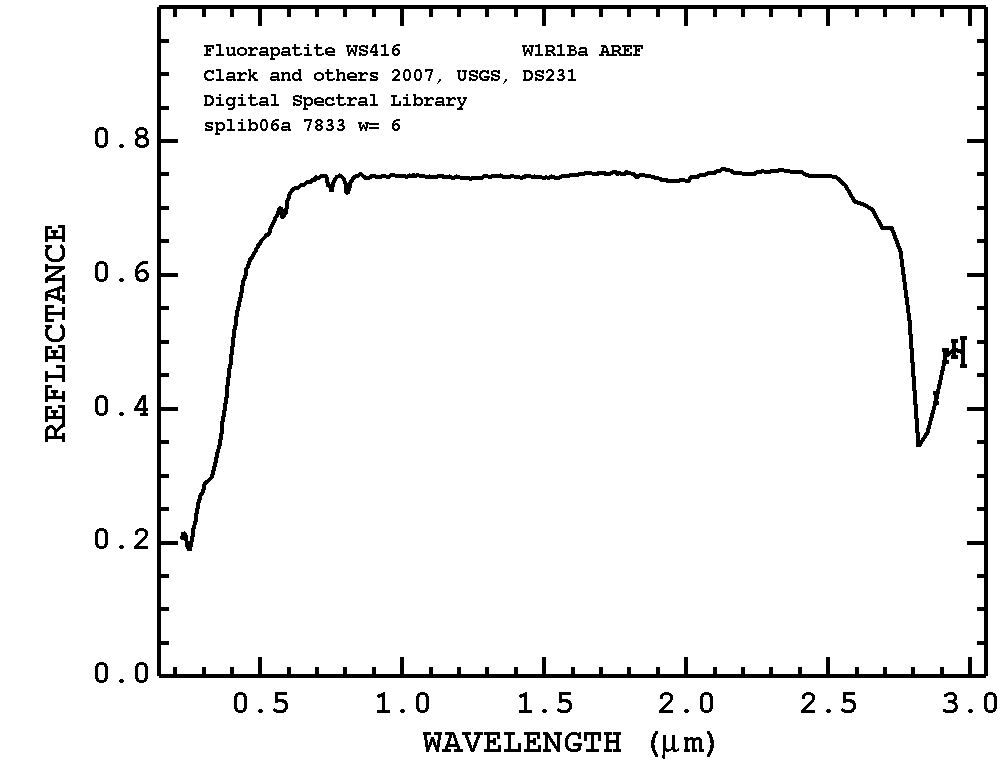 Fluorapatite WS416 W1R1Ba AREF
Clark and others 2007, USGS, DS231
Digital Spectral Library
splib06a 7833 w= 6
0.8
0.6
0.4
0.2
0.0
REFLECTANCE
0.5 1.0 1.5 2.0 2.5 3.0
WAVELENGTH (μm)